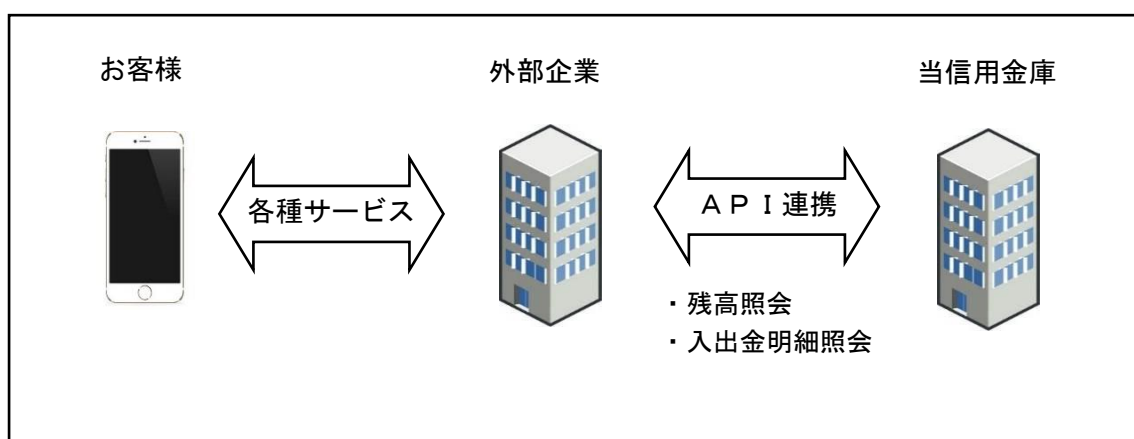 お客様
外部企業
当信用金庫
各種サービス
ＡＰＩ連携
・残高照会
・入出金明細照会